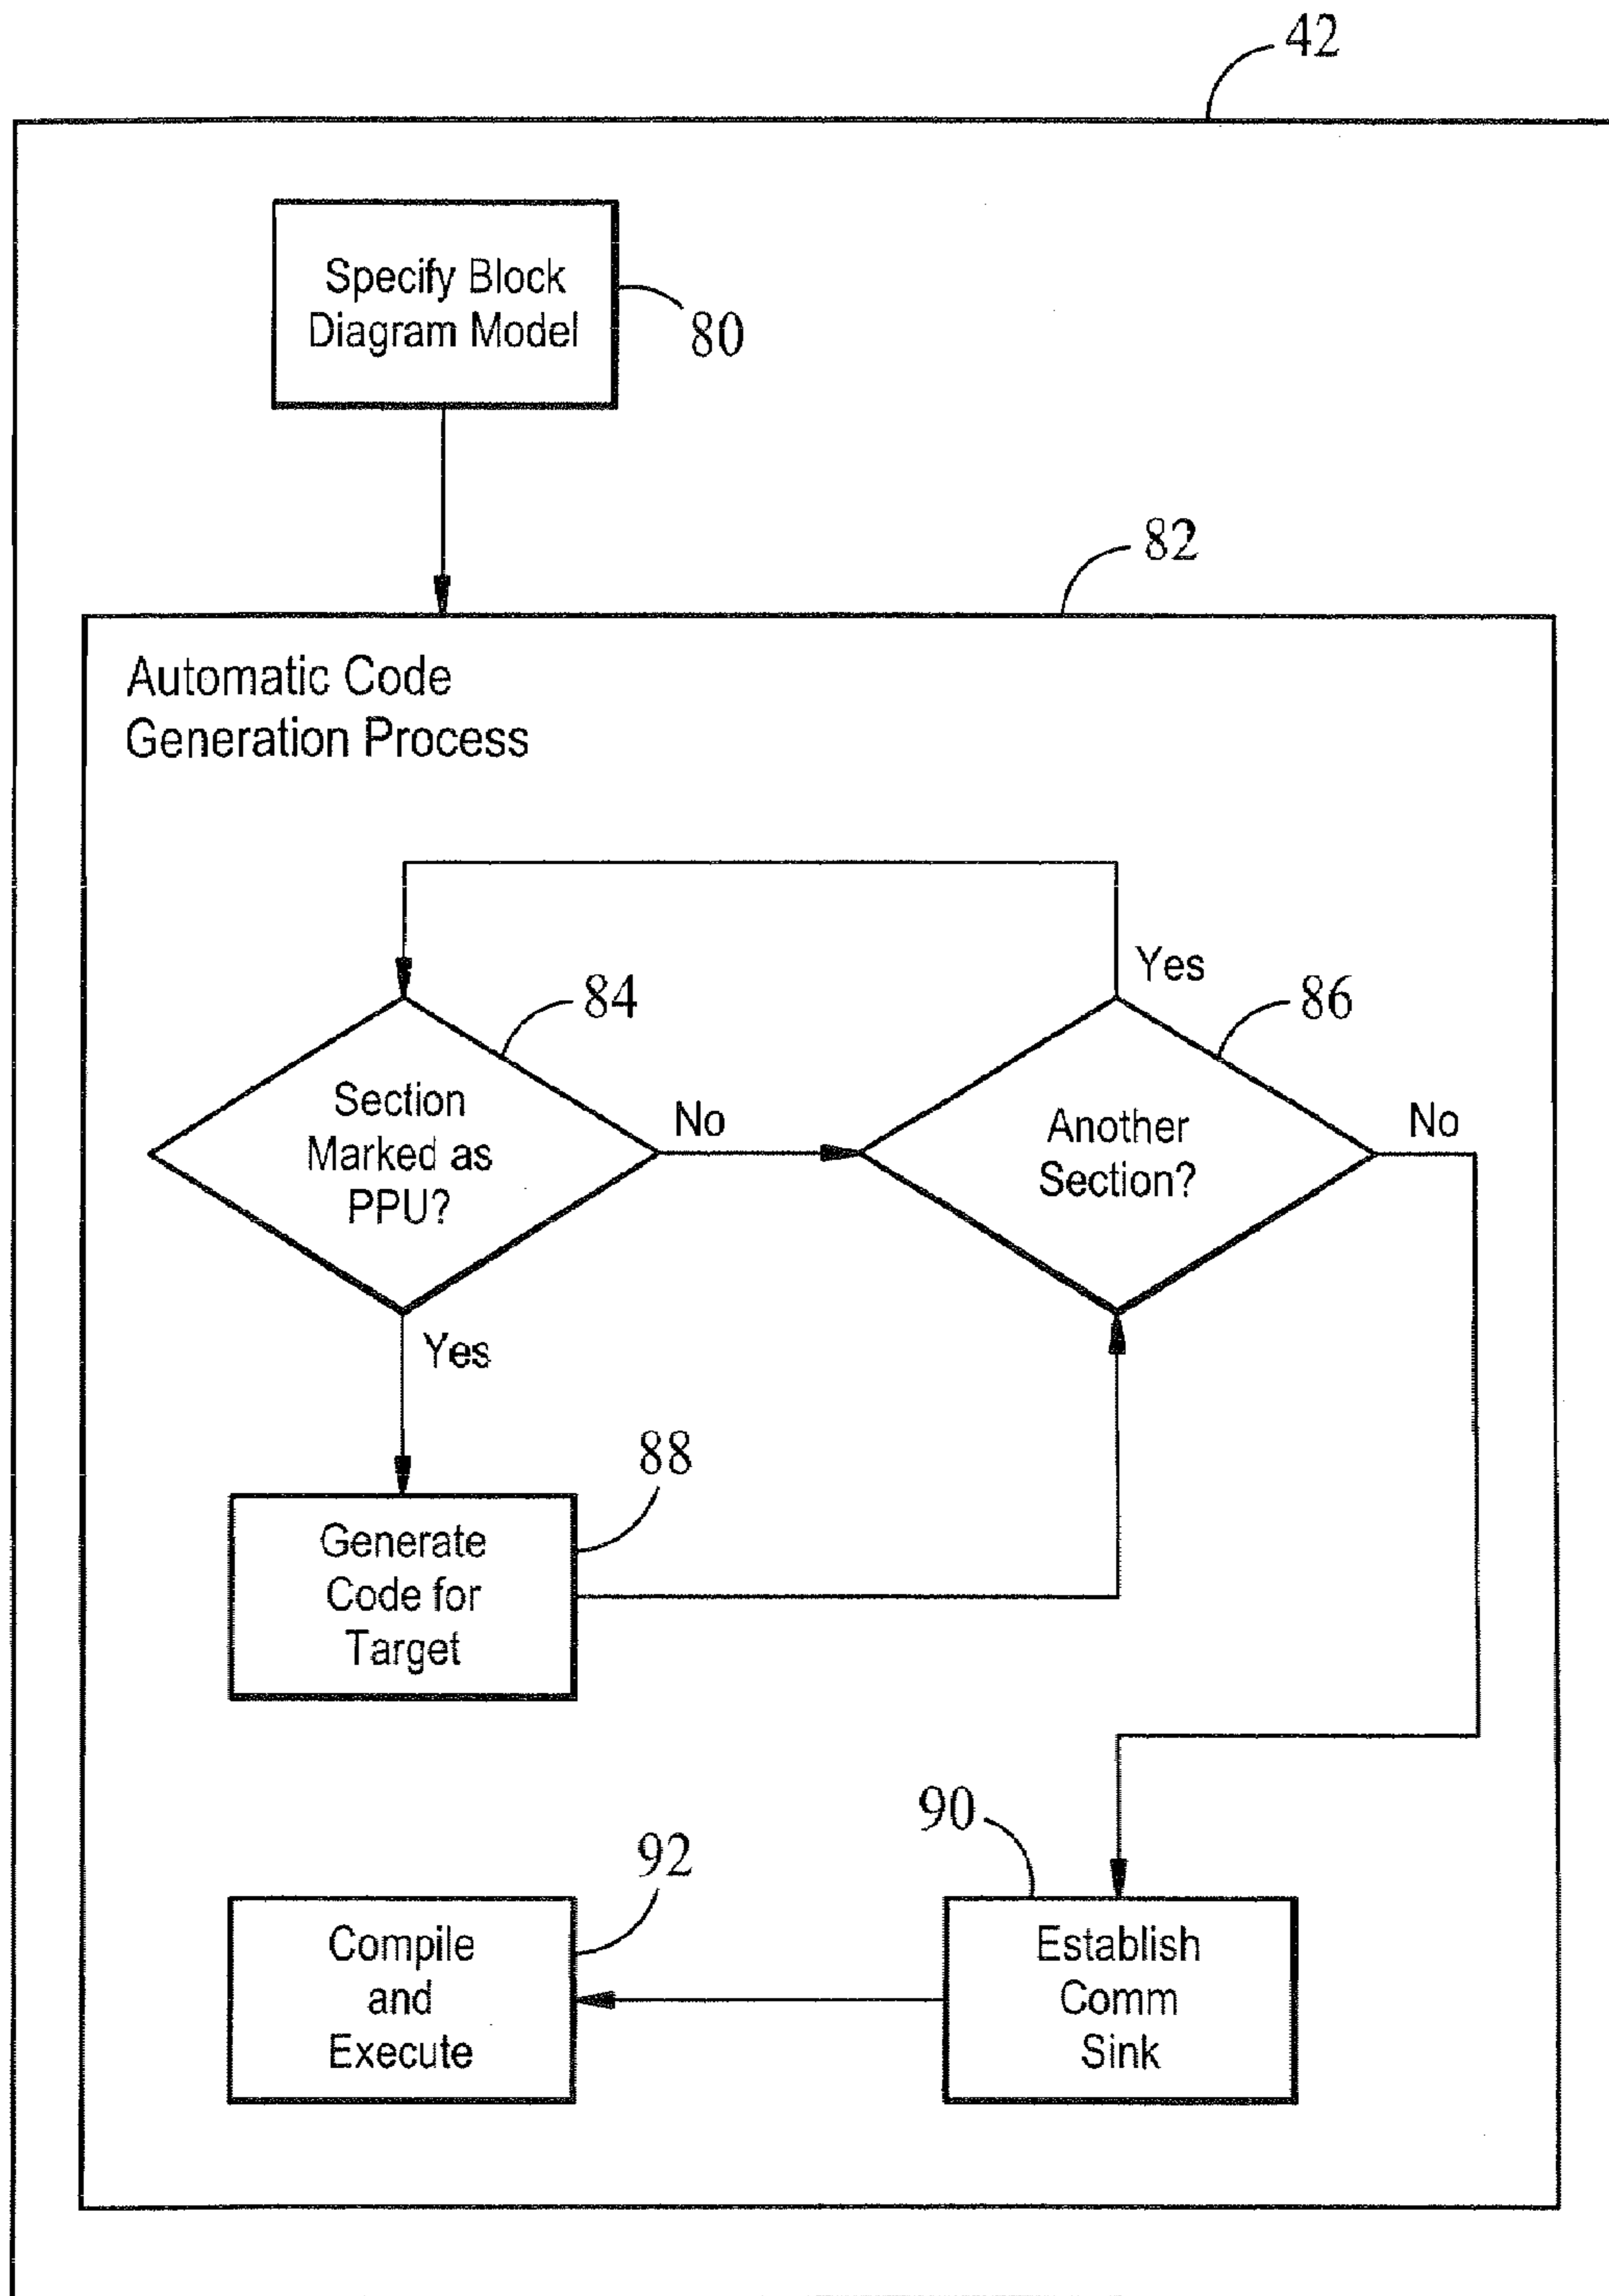 42
Specify Block
Diagram Model
80
82
Automatic Code
Generation Process
Yes
84
86
Section
Marked as
PPU?
No
Another
Section?
No
Yes
88
Generate
Code for
Target
90
92
Compile
and
Execute
Establish
Comm
Sink